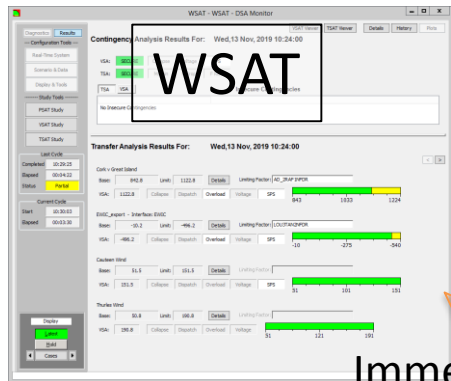 WSAT - WSAT - DSA Monitor
Diagnostics Results
VSAT Viewer TSAT Viewer Details History Plots
Configuration Tools
Contingency Analysis Results For: Wed,13 Nov, 2019 10:24:00
Real-Time System
Scenario &Data
Display & Tools
VSA: SECURE
TSA: SECURE
WSAT
TSA VSA
Insecure Contingencies
Study Tools
PSAT Study
VSAT Study
TSAT Study
No Insecure Contingencies
Last Cycle
Completed 10:29:25
Elapsed 00:04:22
Status Partial
Current Cycle
Start 10:30:03
Elapsed 00:03:30
Transfer Analysis Results For: Wed,13 Nov, 2019 10:24:00
Cork v Great Island
Base: 842.8 Limit: 1122.8 Details Limiting Factor:
VSA: 1122.8 Collapse Dispatch Overload Voltage SPS
843 1033 1224
EWIC_export - Interface: EWIC
Base: -10.2 Limit: -496.2 Details Limiting Factor:
VSA: -496.2 Collapse Dispatch Overload Voltage SPS
-10 -275 -540
Cauteen Wind
Base: 51.5 Limit: 151.5 Details Limiting Factor:
VSA: 151.5 Collapse Dispatch Overload Voltage SPS
51 101 151
Thurles Wind
Base: 50.8 Limit: 190.8 Details Limiting Factor:
VSA: 190.8 Collapse Dispatch Overload Voltage
51 121 191
Display
Latest
Hold
Cases
Imme